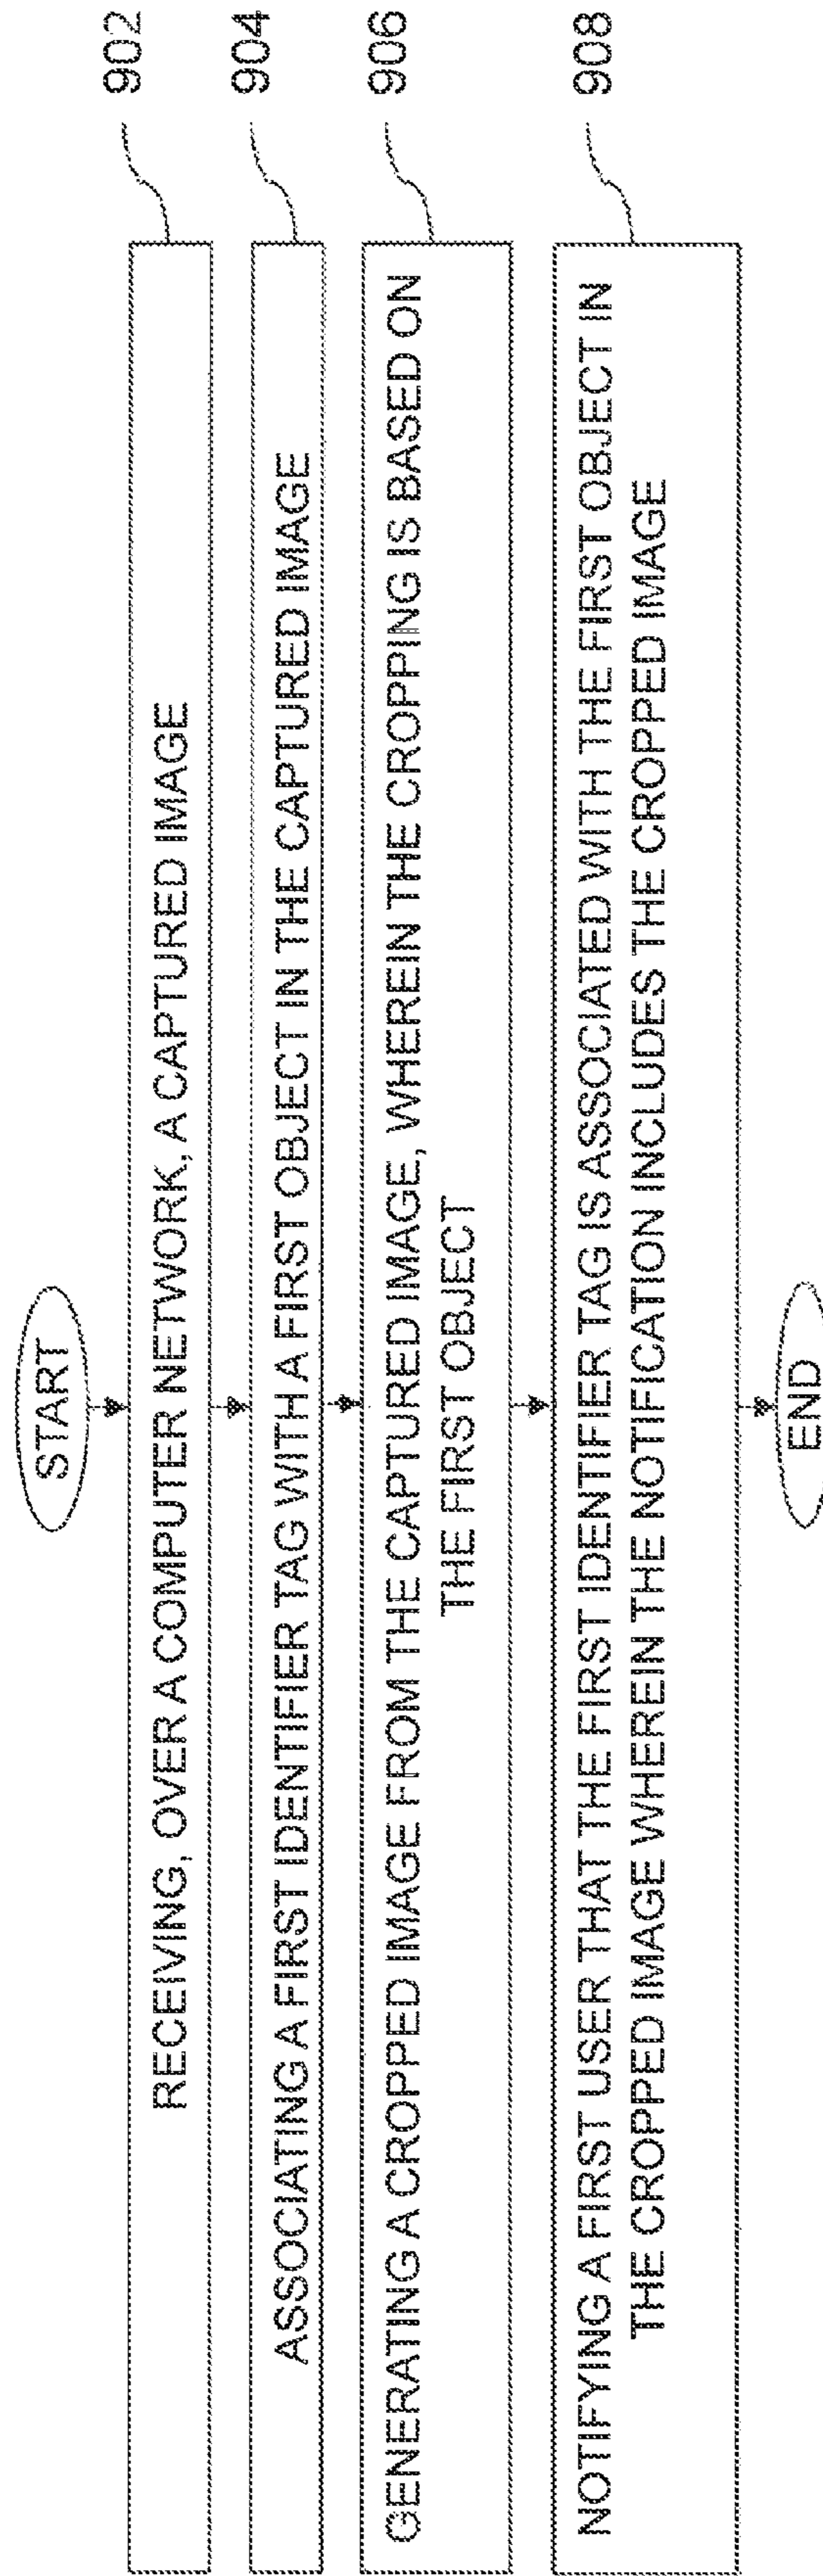 START
RECEIVING, OVER A COMPUTER NETWORK, A CAPTURED IMAGE
902
ASSOCIATING A FIRST IDENTIFIER TAG WITH A FIRST OBJECT IN THE CAPTURED IMAGE
904
GENERATING A CROPPED IMAGE FROM THE CAPTURED IMAGE, WHEREIN THE CROPPING IS BASED ON
THE FIRST OBJECT
906
NOTIFYING A FIRST USER THAT THE FIRST IDENTIFIER TAG IS ASSOCIATED WITH THE FIRST OBJECT IN
THE CROPPED IMAGE WHEREIN THE NOTIFICATION INCLUDES THE CROPPED IMAGE
908
END